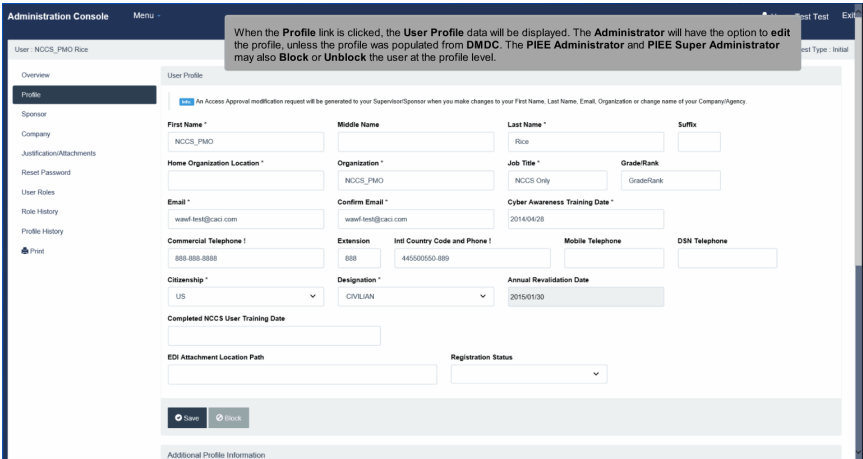 Administration Console Menu
Test Test Exit
When the Profile link is clicked, the User Profile data will be displayed. The Administrator will have the option to edit
the profile, unless the profile was populated from DMDC. The PIEE Administrator and PIEE Super Administrator
may also Block or Unblock the user at the profile level.
User : NCCS_PMO Rice
est Type : Initial
Overview
User Profile
Profile
Info An Access Approval modification request will be generated to your Supervisor/Sponsor when you make changes to your First Name, Last Name, Email, Organization or change name of your Company/Agency.
Sponsor
Company
Justification/Attachments
Reset Password
User Roles
Role History
Profile History
Print
First Name * Middle Name Last Name * Suffix
NCCS_PMO Rice
Home Organization Location * Organization * Job Title * Grade/Rank
NCCS_PMO NCCS Only GradeRank
Email * Confirm Email * Cyber Awareness Training Date *
wawf-test@caci.com wawf-test@caci.com 2014/04/28
Commercial Telephone ! Extension Intl Country Code and Phone ! Mobile Telephone DSN Telephone
888-888-8888 888 445500550-889
Citizenship * Designation * Annual Revalidation Date
US CIVILIAN 2015/01/30
Completed NCCS User Training Date
EDI Attachment Location Path Registration Status
Save Block
Additional Profile Information